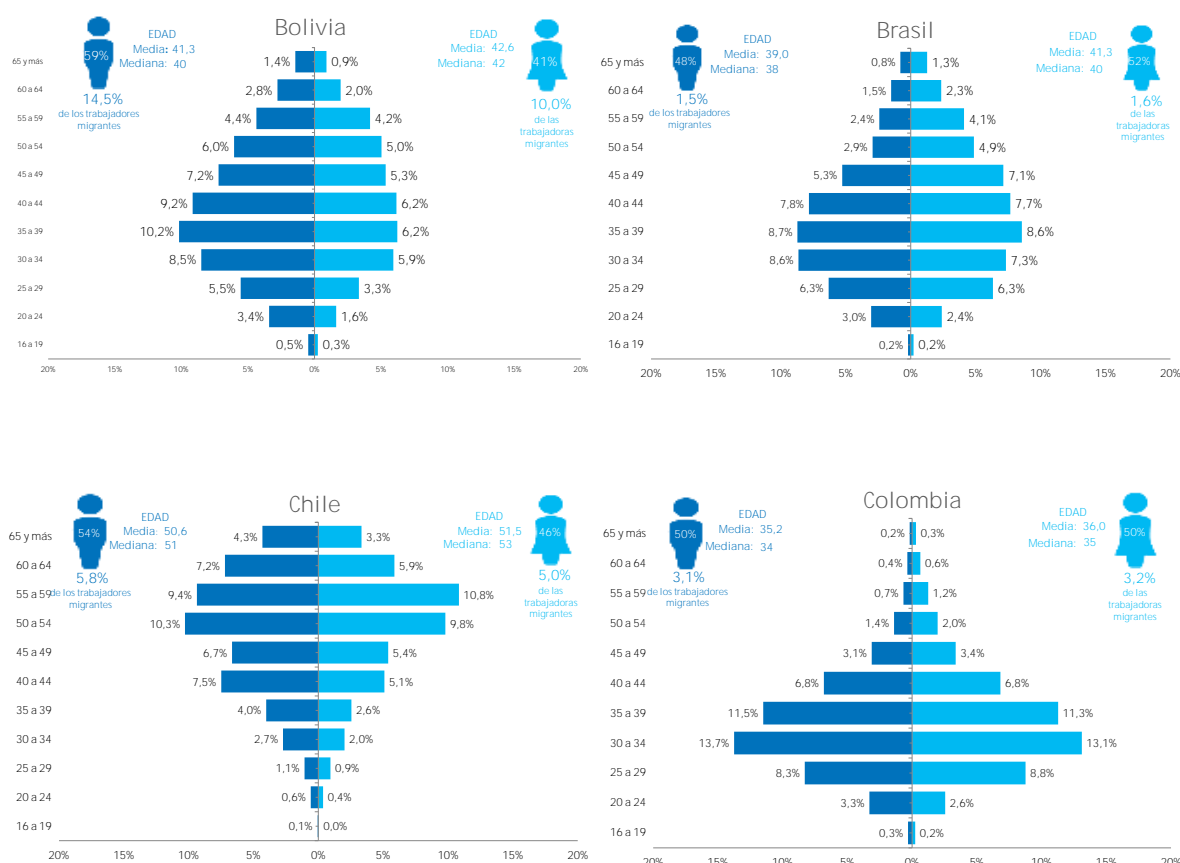 Bolivia
59%
EDAD
Media: 41,3
Mediana: 40
14,5%
de los trabajadores
migrantes
EDAD
Media: 42,6
Mediana: 42
41%
10,0%
de las
trabajadoras
migrantes
65 y más 1,4% 0,9%
60 a 64 2,8% 2,0%
55 a 59 4,4% 4,2%
50 a 54 6,0% 5,0%
45 a 49 7,2% 5,3%
40 a 44 9,2% 6,2%
35 a 39 10,2% 6,2%
30 a 34 8,5% 5,9%
25 a 29 5,5% 3,3%
20 a 24 3,4% 1,6%
16 a 19 0,5% 0,3%
20% 15% 10% 5% 0% 5% 10% 15% 20%
Brasil
48%
EDAD
Media: 39,0
Mediana: 38
1,5%
de los trabajadores
migrantes
EDAD
Media: 41,3
Mediana: 40
52%
1,6%
de las
trabajadoras
migrantes
65 y más 0,8% 1,3%
60 a 64 1,5% 2,3%
55 a 59 2,4% 4,1%
50 a 54 2,9% 4,9%
45 a 49 5,3% 7,1%
40 a 44 7,8% 7,7%
35 a 39 8,7% 8,6%
30 a 34 8,6% 7,3%
25 a 29 6,3% 6,3%
20 a 24 3,0% 2,4%
16 a 19 0,2% 0,2%
20% 15% 10% 5% 0% 5% 10% 15% 20%
Chile
54%
EDAD
Media: 50,6
Mediana: 51
5,8%
de los trabajadores
migrantes
EDAD
Media: 51,5
Mediana: 53
46%
5,0%
de las
trabajadoras
migrantes
65 y más 4,3% 3,3%
60 a 64 7,2% 5,9%
55 a 59 9,4% 10,8%
50 a 54 10,3% 9,8%
45 a 49 6,7% 5,4%
40 a 44 7,5% 5,1%
35 a 39 4,0% 2,6%
30 a 34 2,7% 2,0%
25 a 29 1,1% 0,9%
20 a 24 0,6% 0,4%
16 a 19 0,1% 0,0%
20% 15% 10% 5% 0% 5% 10% 15% 20%
Colombia
50%
EDAD
Media: 35,2
Mediana: 34
3,1%
de los trabajadores
migrantes
EDAD
Media: 36,0
Mediana: 35
50%
3,2%
de las
trabajadoras
migrantes
65 y más 0,2% 0,3%
60 a 64 0,4% 0,6%
55 a 59 0,7% 1,2%
50 a 54 1,4% 2,0%
45 a 49 3,1% 3,4%
40 a 44 6,8% 6,8%
35 a 39 11,5% 11,3%
30 a 34 13,7% 13,1%
25 a 29 8,3% 8,8%
20 a 24 3,3% 2,6%
16 a 19 0,3% 0,2%
20% 15% 10% 5% 0% 5% 10% 15% 20%